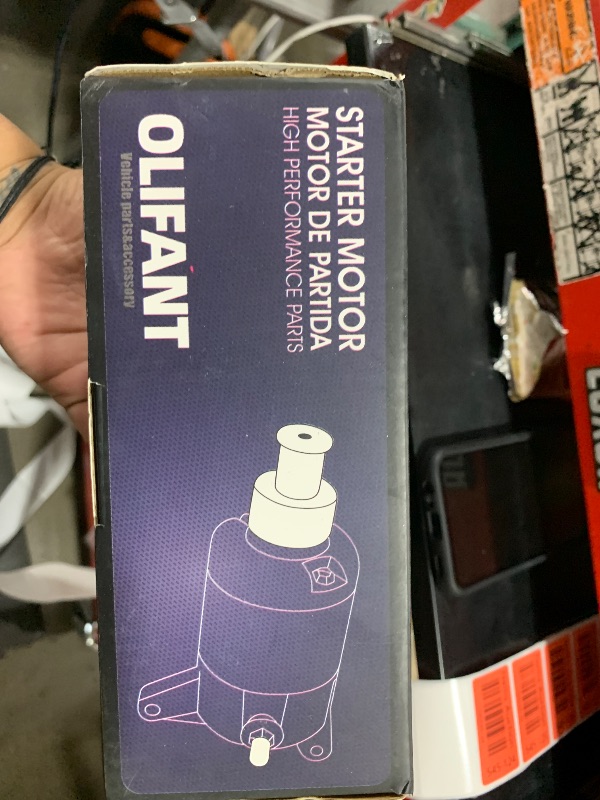 STARTER MOTOR
MOTOR DE PARTIDA
HIGH PERFORMANCE PARTS
OLIFANT
Vehicle parts&accessory